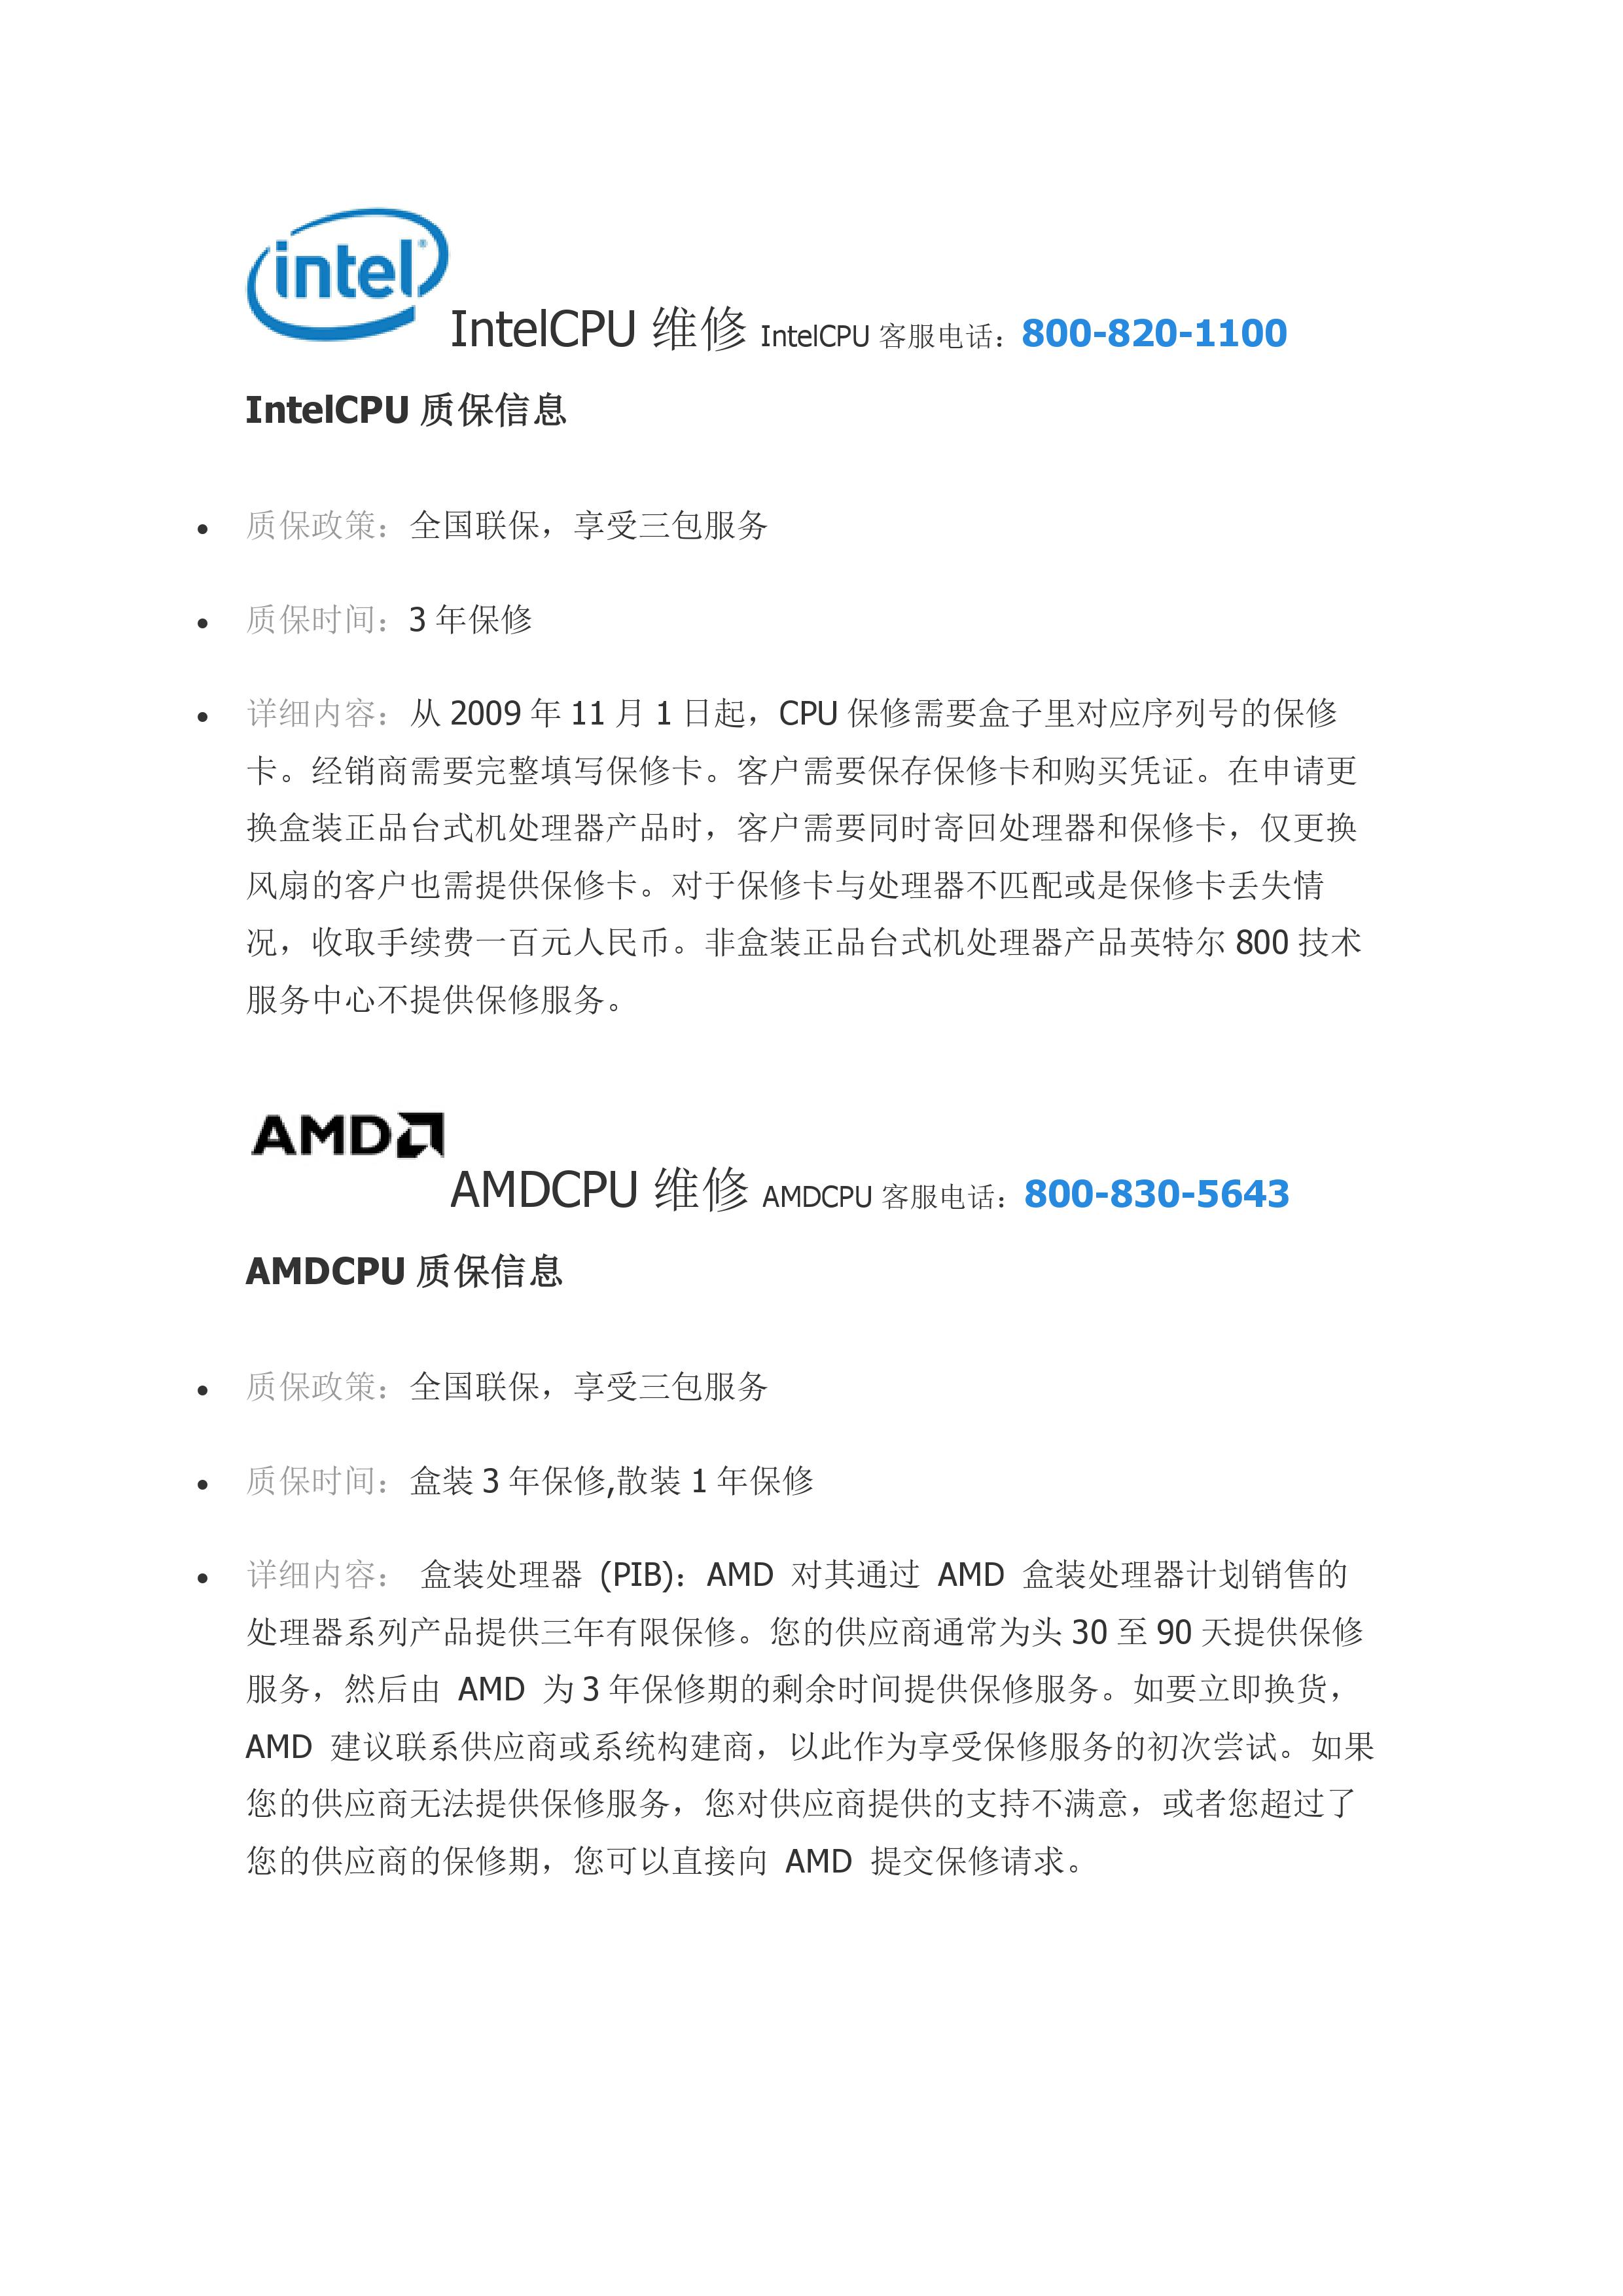 intel®
IntelCPU 维修 IntelCPU 客服电话：800-820-1100
IntelCPU 质保信息
• 质保政策：全国联保，享受三包服务
• 质保时间：3 年保修
• 详细内容：从 2009 年 11 月 1 日起，CPU 保修需要盒子里对应序列号的保修
卡。经销商需要完整填写保修卡。客户需要保存保修卡和购买凭证。在申请更
换盒装正品台式机处理器产品时，客户需要同时寄回处理器和保修卡，仅更换
风扇的客户也需提供保修卡。对于保修卡与处理器不匹配或是保修卡丢失情
况，收取手续费一百元人民币。非盒装正品台式机处理器产品英特尔 800 技术
服务中心不提供保修服务。
AMD
AMDCPU 维修 AMDCPU 客服电话：800-830-5643
AMDCPU 质保信息
• 质保政策：全国联保，享受三包服务
• 质保时间：盒装 3 年保修,散装 1 年保修
• 详细内容： 盒装处理器 (PIB)：AMD 对其通过 AMD 盒装处理器计划销售的
处理器系列产品提供三年有限保修。您的供应商通常为头 30 至 90 天提供保修
服务，然后由 AMD 为 3 年保修期的剩余时间提供保修服务。如要立即换货，
AMD 建议联系供应商或系统构建商，以此作为享受保修服务的初次尝试。如果
您的供应商无法提供保修服务，您对供应商提供的支持不满意，或者您超过了
您的供应商的保修期，您可以直接向 AMD 提交保修请求。